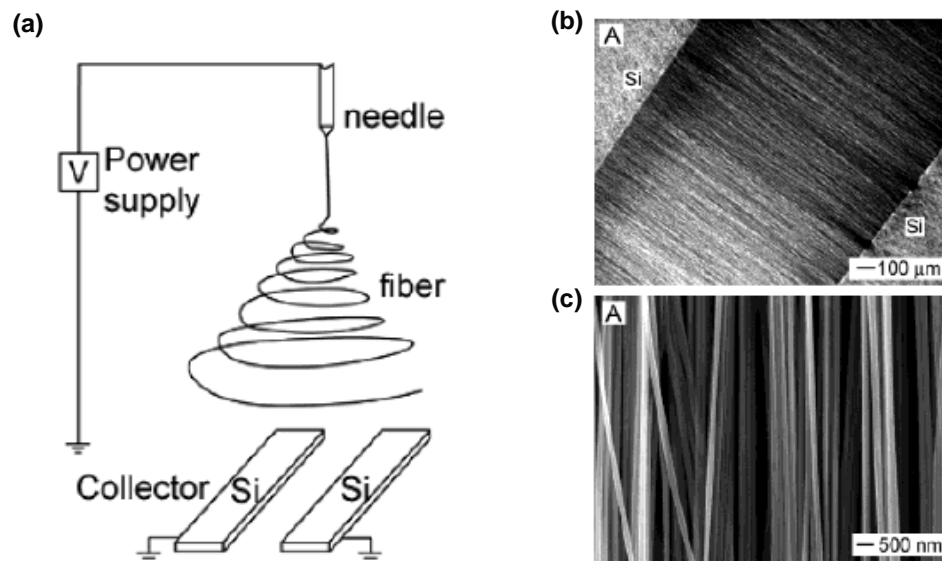 (a)
needle
V
Power
supply
fiber
Collector
Si
Si
(b)
A
Si
Si
100 μm
(c)
A
500 nm